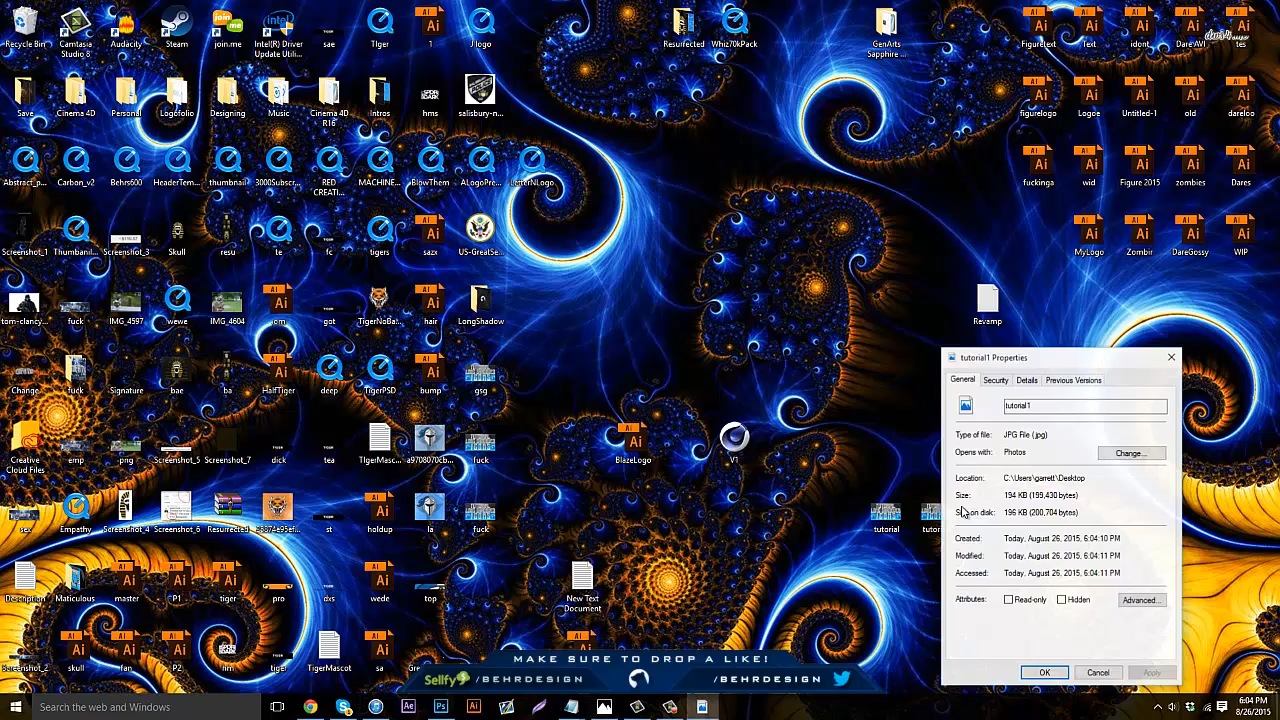 Recycle Bin
Camtasia Studio 8
Audacity
Steam
join.me
Intel(R) Driver Update Utili...
sae
TIger
1
J!logo
Resurrected
Whiz70kPack
GenArts Sapphire ...
Figuretext
Text
idont
Dare AVI
tes
Save
Cinema 4D
Personal
Logofolio
Designing
Music
Cinema 4D R16
Intros
hms
salisbury-n...
figurelogo
Logoe
Untitled-1
old
dareloo
Abstract_p...
Carbon_v2
Behrs600
HeaderTem...
thumbnail
3000Subscr...
RED CREATI...
MACHINE...
BlowThem
ALogoPre...
LetterNLogo
fuckinga
wid
Figure 2015
zombies
Dares
Screenshot_1
Thumbanil...
Screenshot_3
Skull
resu
te
fc
tigers
sazx
US-GreatSe...
MyLogo
Zombir
DareGossy
WIP
tom-clancy...
fuck
IMG_4597
wewe
IMG_4604
om
got
TigerNoBa...
hair
LongShadow
Revamp
Change
fuck
Signature
bae
ba
HalfTiger
deep
TigerPSD
bump
gsg
Creative Cloud Files
emp
-png
Screenshot_5
Screenshot_7
dick
tea
TIgerMasc...
a9708070cb...
fuck
BlazeLogo
V1
sex
Empathy
Screenshot_4
Screenshot_6
Resurrected
st
holdup
la
fuck
tutorial
Description
Maticulous
master
P1
tiger
pro
dxs
wede
top
New Text Document
Screenshot_2
skull
fan
P2
nm
tiger
TigerMascot
sa
tutorial1 Properties
General Security Details Previous Versions
tutorial1
Type of file: JPG File (.jpg)
Opens with: Photos Change...
Location: C:\Users\garrett\Desktop
Size: 194 KB (199,430 bytes)
Size on disk: 196 KB (200,704 bytes)
Created: Today, August 26, 2015, 6:04:10 PM
Modified: Today, August 26, 2015, 6:04:11 PM
Accessed: Today, August 26, 2015, 6:04:11 PM
Attributes: Read-only Hidden Advanced...
OK Cancel Apply
MAKE SURE TO DROP A LIKE!
Sellfy /BEHRDESIGN /BEHRDESIGN
Search the web and Windows
6:04 PM
8/26/2015